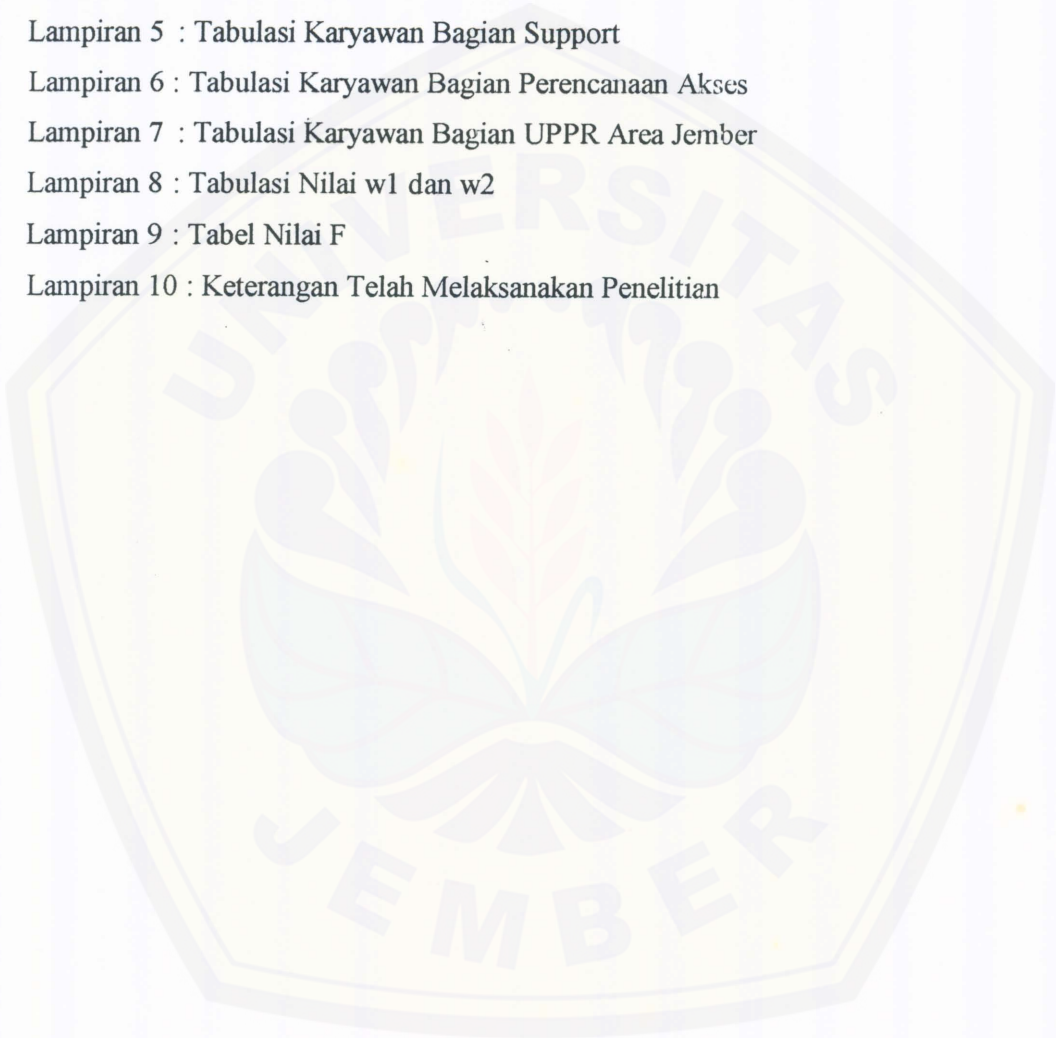 Lampiran 5 : Tabulasi Karyawan Bagian Support
Lampiran 6 : Tabulasi Karyawan Bagian Perencanaan Akses
Lampiran 7 : Tabulasi Karyawan Bagian UPPR Area Jember
Lampiran 8 : Tabulasi Nilai w1 dan w2
Lampiran 9 : Tabel Nilai F
Lampiran 10 : Keterangan Telah Melaksanakan Penelitian
UNIVERSITAS
JEMBER